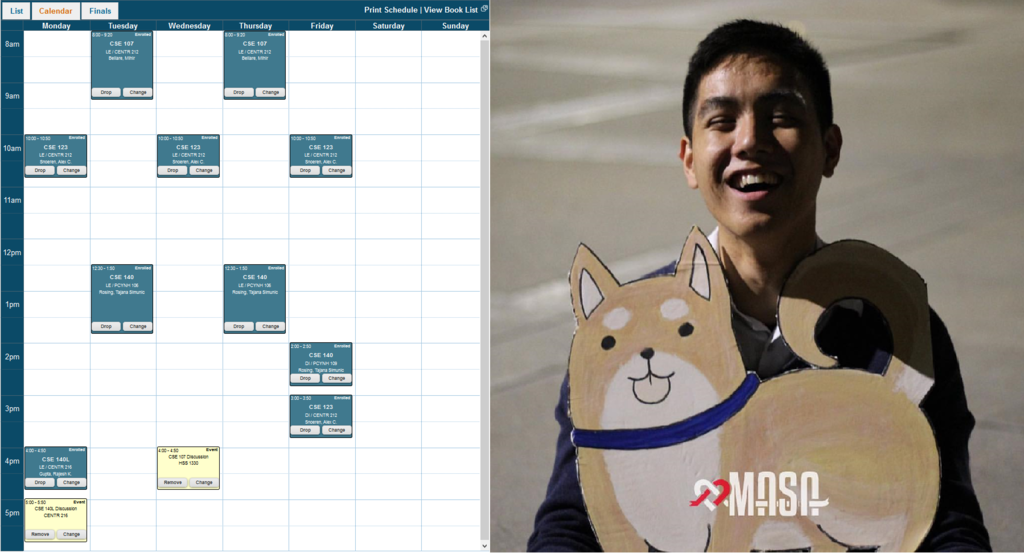 List Calendar Finals
Print Schedule | View Book List
Monday Tuesday Wednesday Thursday Friday Saturday Sunday
8am
Enrolled
CSE 107
LE / CENTR 212
Bellare, Mihir
Drop Change
Enrolled
CSE 107
LE / CENTR 212
Bellare, Mihir
Drop Change
9am
10am
10:00 - 10:50 Enrolled
CSE 123
LE / CENTR 212
Snoeren, Alex C.
Drop Change
10:00 - 10:50 Enrolled
CSE 123
LE / CENTR 212
Snoeren, Alex C.
Drop Change
10:00 - 10:50 Enrolled
CSE 123
LE / CENTR 212
Snoeren, Alex C.
Drop Change
11am
12pm
12:30 - 1:50 Enrolled
CSE 140
LE / PCYNH 106
Rosing, Tajana Simunic
Drop Change
12:30 - 1:50 Enrolled
CSE 140
LE / PCYNH 106
Rosing, Tajana Simunic
Drop Change
1pm
2pm
2:00 - 2:50 Enrolled
CSE 140
DI / PCYNH 106
Rosing, Tajana Simunic
Drop Change
3pm
3:00 - 3:50 Enrolled
CSE 123
DI / CENTR 212
Snoeren, Alex C.
Drop Change
4pm
4:00 - 4:50 Enrolled
CSE 140L
LE / CENTR 216
Gupta, Rajesh K.
Drop Change
4:00 - 4:50 Event
CSE 107 Discussion
HSS 1330
Remove Change
5pm
5:00 - 5:50 Event
CSE 140L Discussion
CENTR 216
Remove Change
MASA